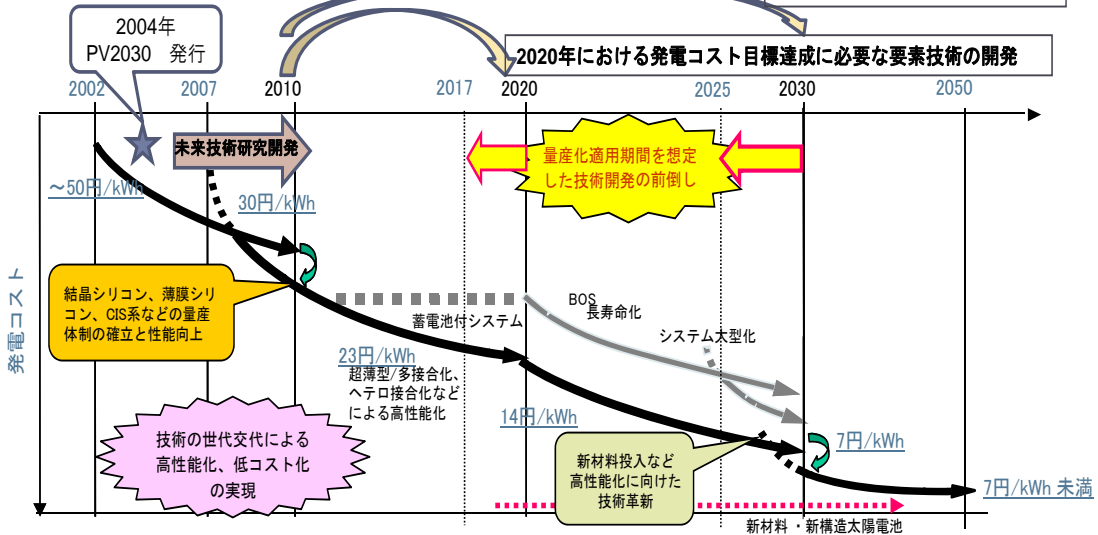 2004年
PV2030 発行
2020年における発電コスト目標達成に必要な要素技術の開発
2002
2007
2010
2017
2020
2025
2030
2050
未来技術研究開発
量産化適用期間を想定
した技術開発の前倒し
～50円/kWh
30円/kWh
発電コスト
結晶シリコン、薄膜シリ
コン、CIS系などの量産
体制の確立と性能向上
BOS
長寿命化
蓄電池付システム
システム大型化
23円/kWh
超薄型/多接合化、
ヘテロ接合化など
による高性能化
14円/kWh
技術の世代交代による
高性能化、低コスト化
の実現
7円/kWh
新材料投入など
高性能化に向けた
技術革新
7円/kWh 未満
新材料・新構造太陽電池